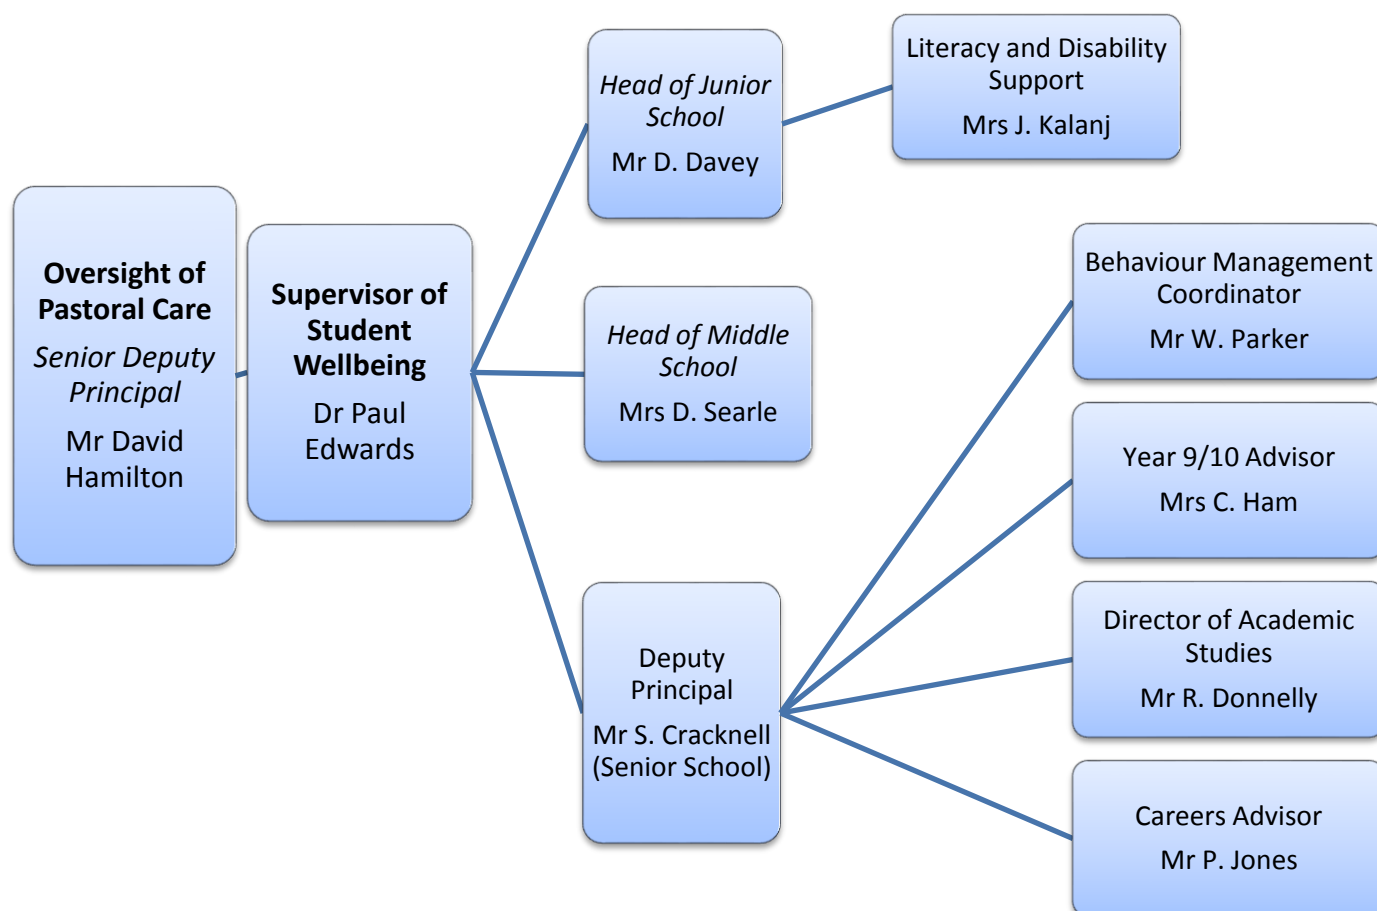 Oversight of
Pastoral Care
Senior Deputy
Principal
Mr David
Hamilton
Supervisor of
Student
Wellbeing
Dr Paul
Edwards
Head of Junior
School
Mr D. Davey
Literacy and Disability
Support
Mrs J. Kalanj
Head of Middle
School
Mrs D. Searle
Deputy
Principal
Mr S. Cracknell
(Senior School)
Behaviour Management
Coordinator
Mr W. Parker
Year 9/10 Advisor
Mrs C. Ham
Director of Academic
Studies
Mr R. Donnelly
Careers Advisor
Mr P. Jones